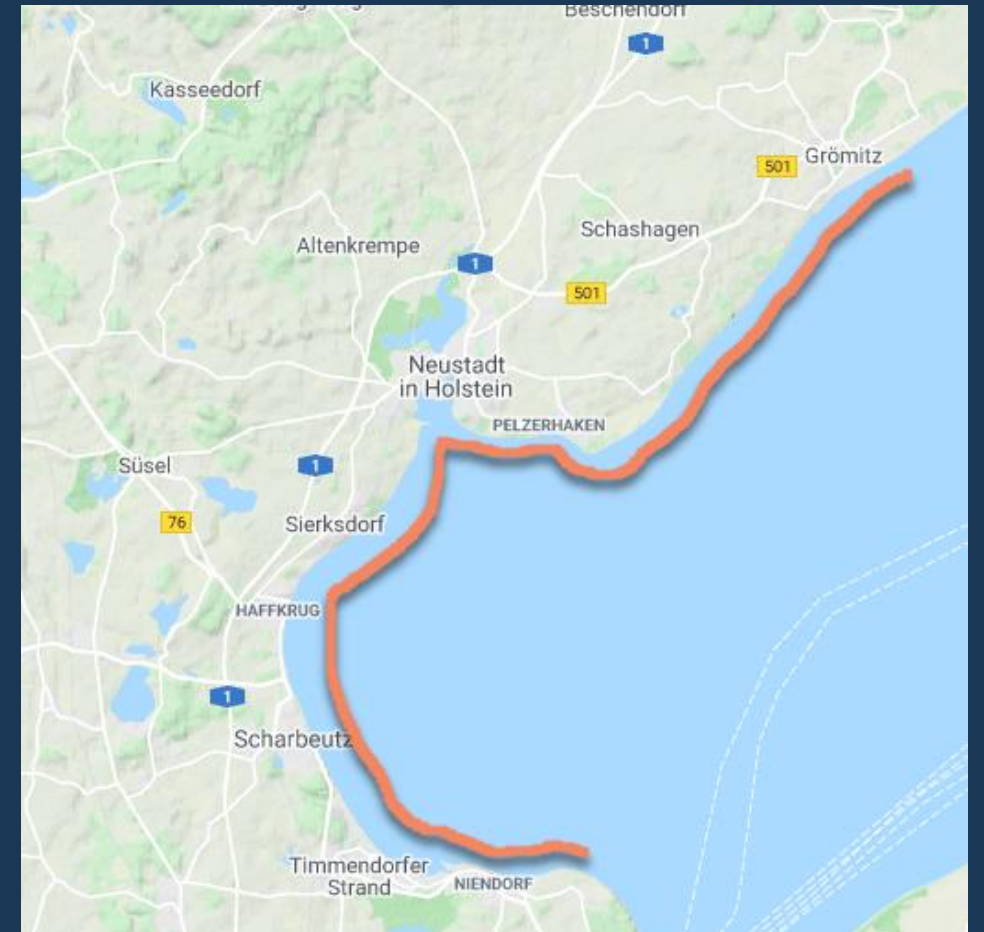 Beschendorf
1
Kasseedorf
Grömitz
501
Schashagen
Altenkrempe
1
501
Neustadt
in Holstein
PELZERHAKEN
Süsel
1
76
Sierksdorf
HAFFKRUG
1
Scharbeutz
Timmendorfer
Strand
NIENDORF